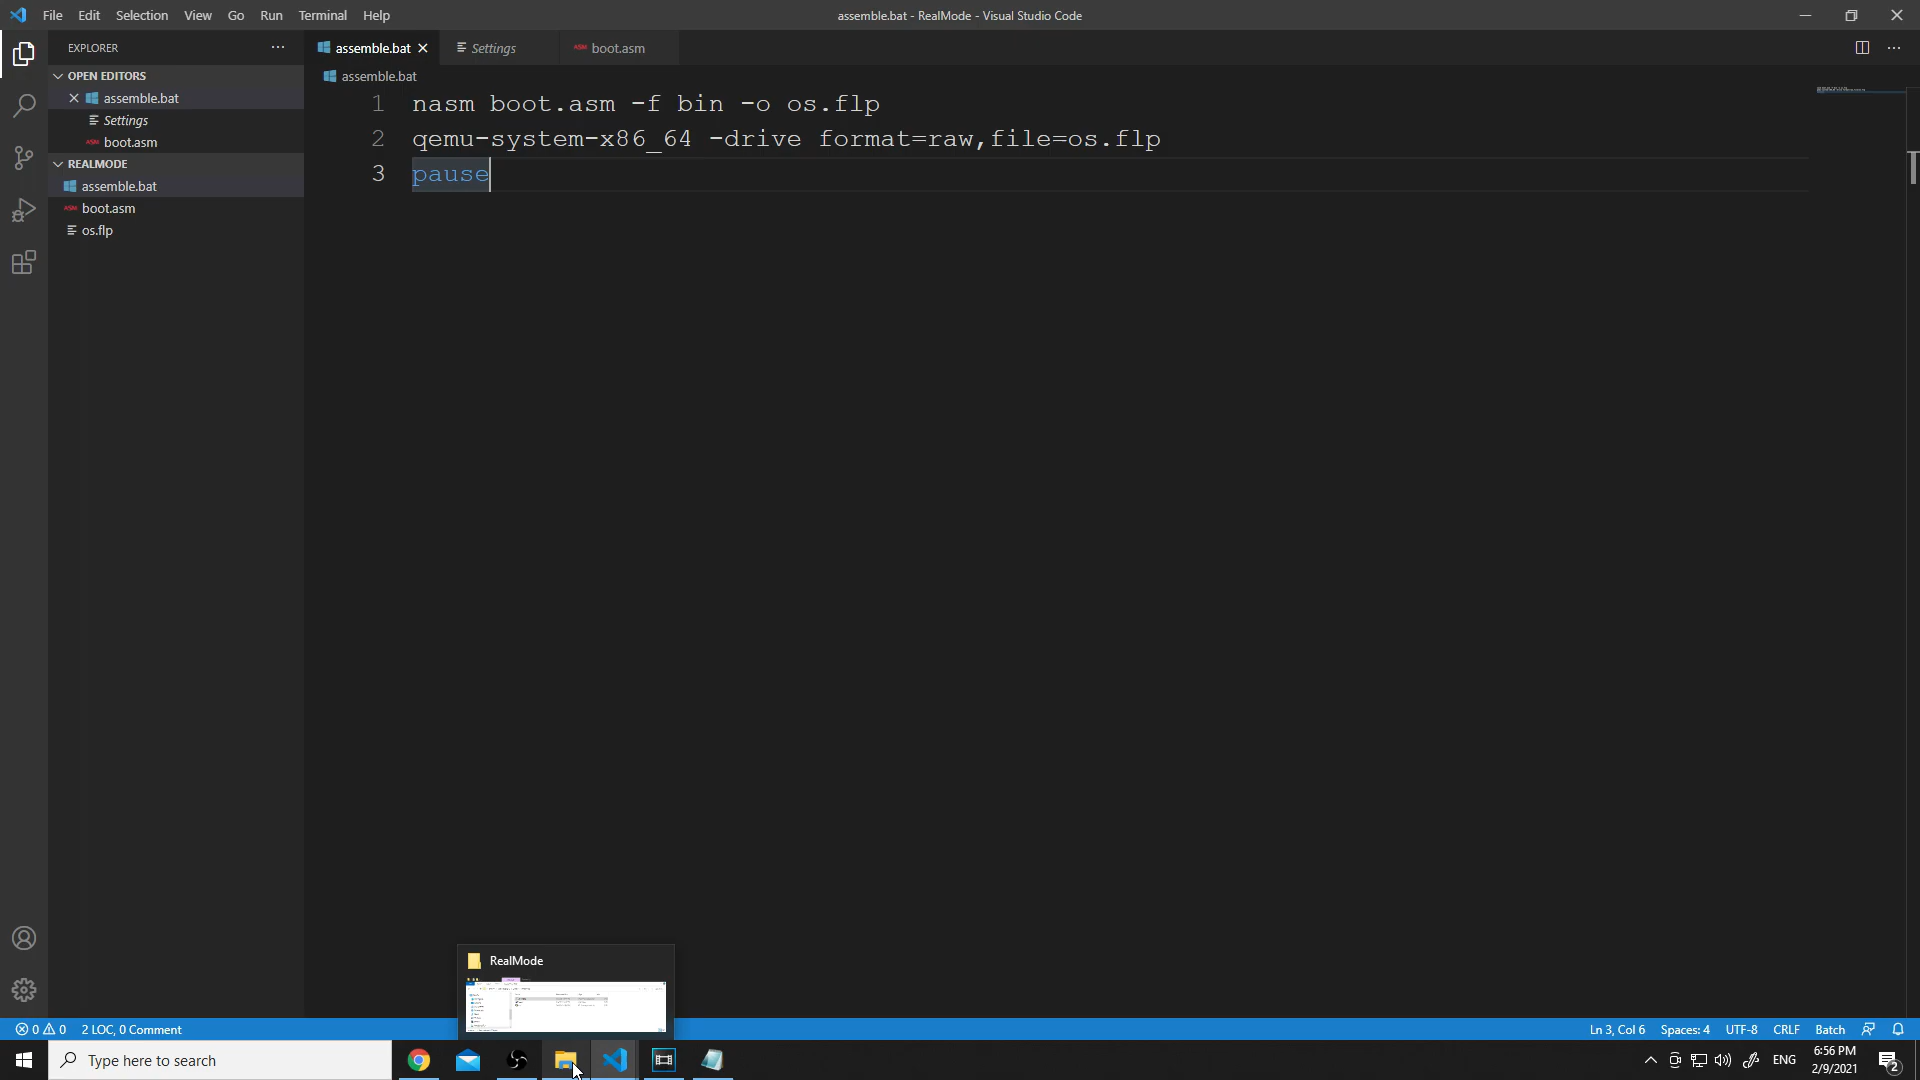 File Edit Selection View Go Run Terminal Help
assemble.bat - RealMode - Visual Studio Code
EXPLORER
OPEN EDITORS
assemble.bat
Settings
ASM boot.asm
REALMODE
assemble.bat
ASM boot.asm
os.flp
assemble.bat Settings ASM boot.asm
assemble.bat
1 nasm boot.asm -f bin -o os.flp
2 qemu-system-x86_64 -drive format=raw,file=os.flp
3 pause
RealMode
0 0 2 LOC, 0 Comment
Ln 3, Col 6 Spaces: 4 UTF-8 CRLF Batch
Type here to search
ENG
6:56 PM
2/9/2021
2